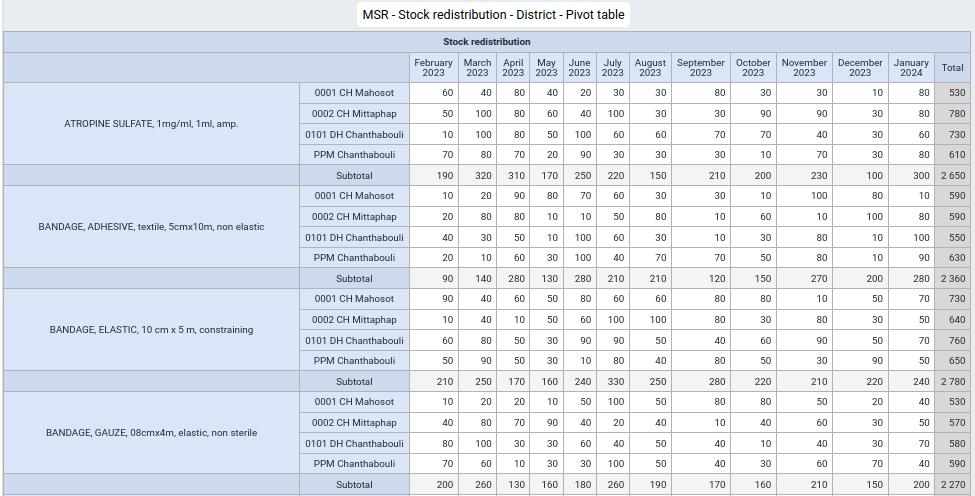 MSR - Stock redistribution - District - Pivot table
Stock redistribution
February 2023 March 2023 April 2023 May 2023 June 2023 July 2023 August 2023 September 2023 October 2023 November 2023 December 2023 January 2024 Total
ATROPINE SULFATE, 1mg/ml, 1ml, amp.
0001 CH Mahosot 60 40 80 40 20 30 30 80 30 30 10 80 530
0002 CH Mittaphap 50 100 80 60 40 100 30 30 90 90 30 80 780
0101 DH Chanthabouli 10 100 80 50 100 60 60 70 70 40 30 60 730
PPM Chanthabouli 70 80 70 20 90 30 30 30 10 70 30 80 610
Subtotal 190 320 310 170 250 220 150 210 200 230 100 300 2 650
BANDAGE, ADHESIVE, textile, 5cmx10m, non elastic
0001 CH Mahosot 10 20 90 80 70 60 30 30 10 100 80 10 590
0002 CH Mittaphap 20 80 80 10 10 50 80 10 60 10 100 80 590
0101 DH Chanthabouli 40 30 50 10 100 60 30 10 30 80 10 100 550
PPM Chanthabouli 20 10 60 30 100 40 70 70 50 80 10 90 630
Subtotal 90 140 280 130 280 210 210 120 150 270 200 280 2 360
BANDAGE, ELASTIC, 10 cm x 5 m, constraining
0001 CH Mahosot 90 40 60 50 80 60 60 80 80 10 50 70 730
0002 CH Mittaphap 10 40 10 50 60 100 100 80 30 80 30 50 640
0101 DH Chanthabouli 60 80 50 30 90 90 50 40 60 90 50 70 760
PPM Chanthabouli 50 90 50 30 10 80 40 80 50 30 90 50 650
Subtotal 210 250 170 160 240 330 250 280 220 210 220 240 2 780
BANDAGE, GAUZE, 08cmx4m, elastic, non sterile
0001 CH Mahosot 10 20 20 10 50 100 50 80 80 50 20 40 530
0002 CH Mittaphap 40 80 70 90 40 20 40 10 40 60 30 50 570
0101 DH Chanthabouli 80 100 30 30 60 40 50 40 10 40 30 70 580
PPM Chanthabouli 70 60 10 30 30 100 50 40 30 60 70 40 590
Subtotal 200 260 130 160 180 260 190 170 160 210 150 200 2 270